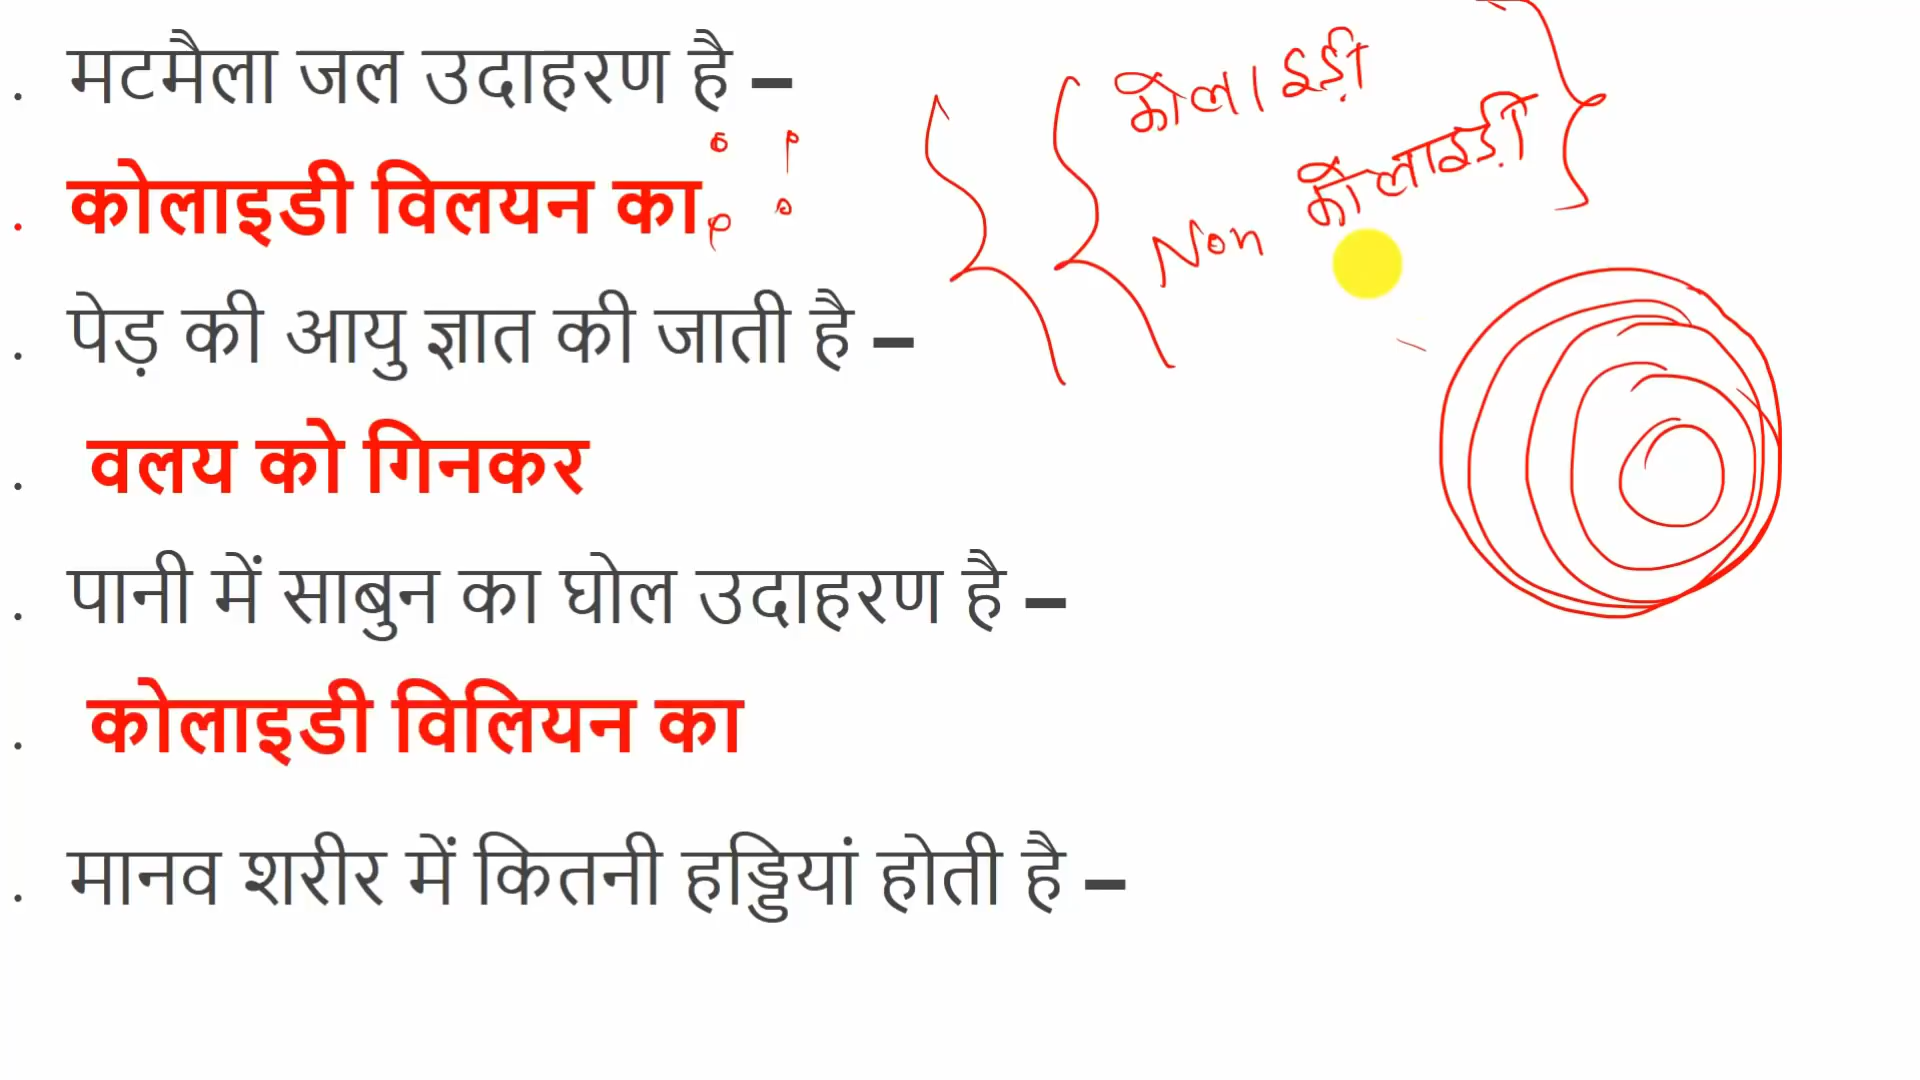 . मटमैला जल उदाहरण है –
. कोलाइडी विलयन का
. पेड़ की आयु ज्ञात की जाती है –
. वलय को गिनकर
. पानी में साबुन का घोल उदाहरण है –
. कोलाइडी विलियन का
. मानव शरीर में कितनी हड्डियां होती है –
कोलाइडी
Non कोलाइडी